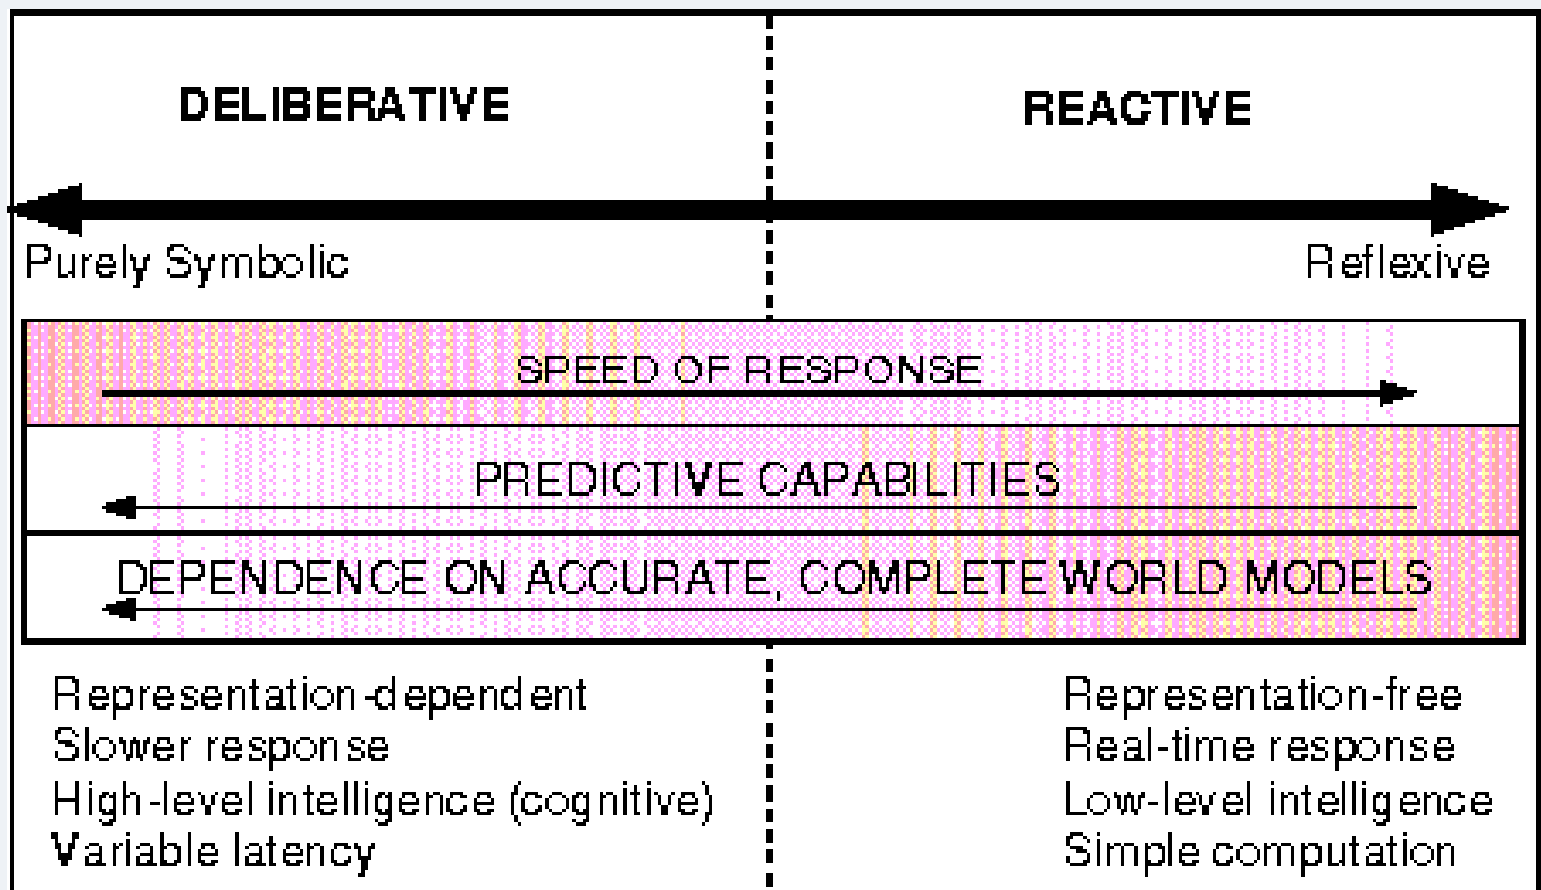 DELIBERATIVE
REACTIVE
Purely Symbolic
Reflexive
SPEED OF RESPONSE
PREDICTIVE CAPABILITIES
DEPENDENCE ON ACCURATE, COMPLETE WORLD MODELS
Representation-dependent
Slower response
High-level intelligence (cognitive)
Variable latency
Representation-free
Real-time response
Low-level intelligence
Simple computation